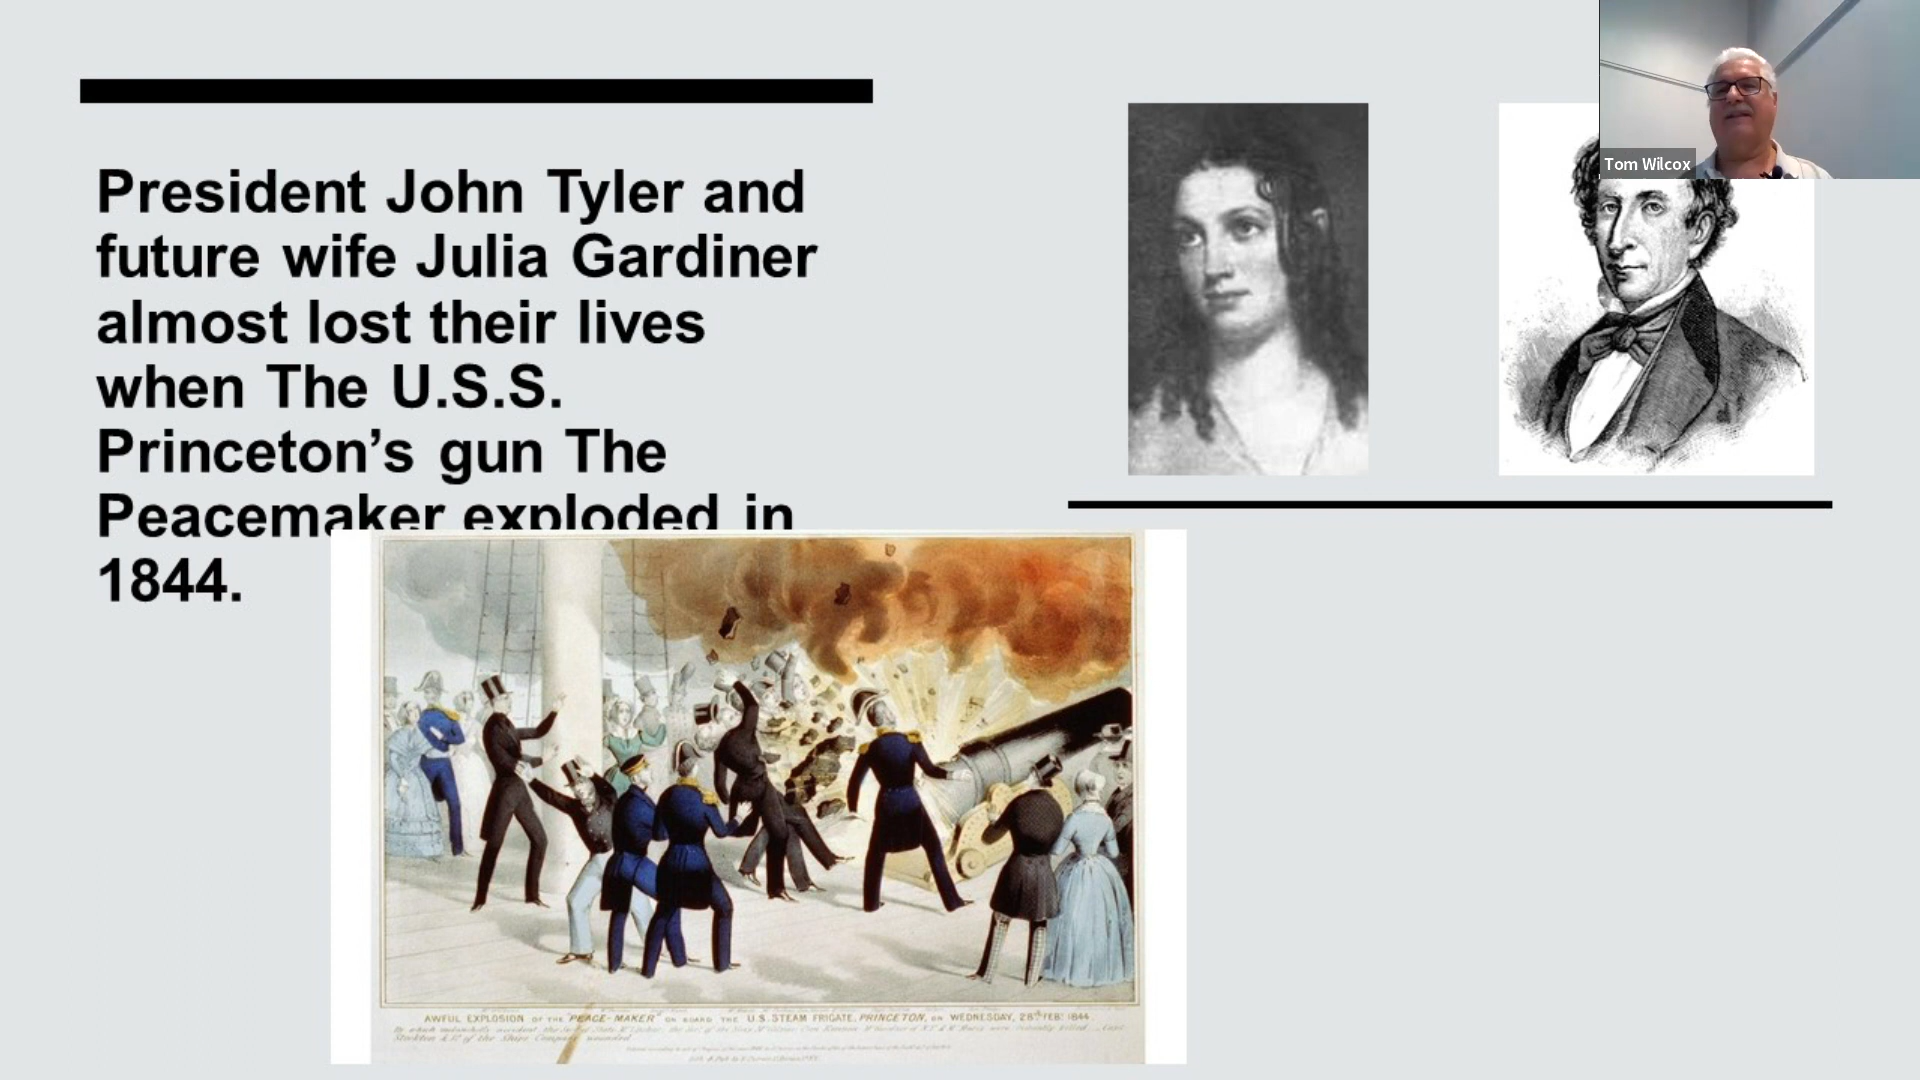 President John Tyler and
future wife Julia Gardiner
almost lost their lives
when The U.S.S.
Princeton’s gun The
Peacemaker exploded in
1844.
Tom Wilcox
AWFUL EXPLOSION OF THE "PEACE-MAKER" ON BOARD THE U.S. STEAM FRIGATE, PRINCETON, ON WEDNESDAY, 28TH FEB: 1844.